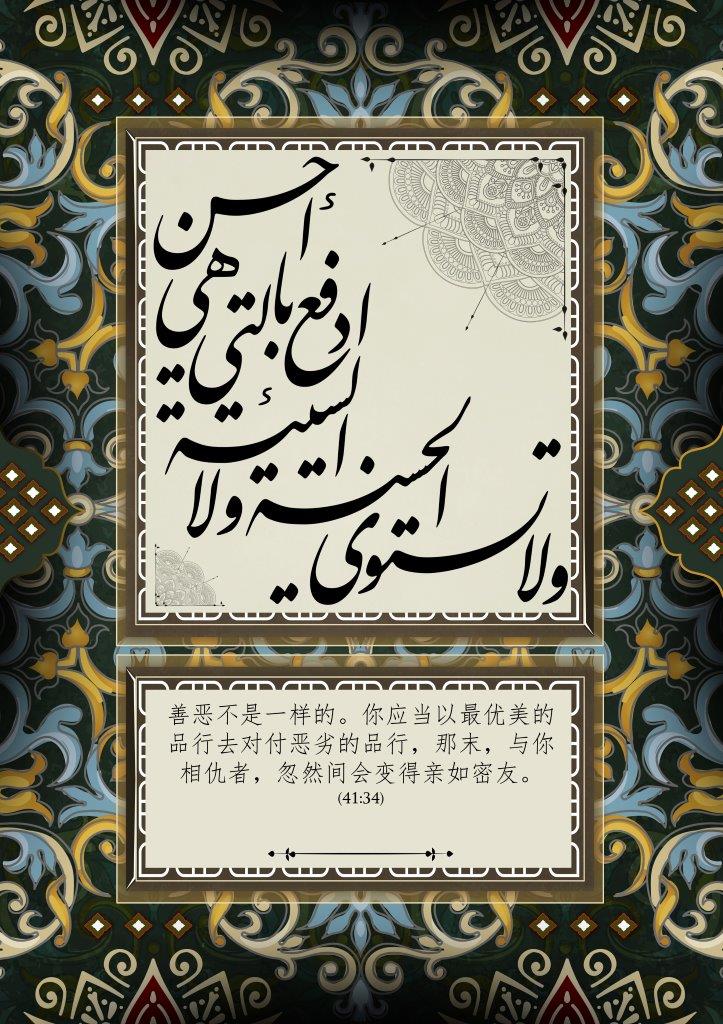 ولا تستوی الحسنة ولا السیئة
ادفع بالتي هي أحسن
善恶不是一样的。你应当以最优美的
品行去对付恶劣的品行，那末，与你
相仇者，忽然间会变得亲如密友。
(41:34)